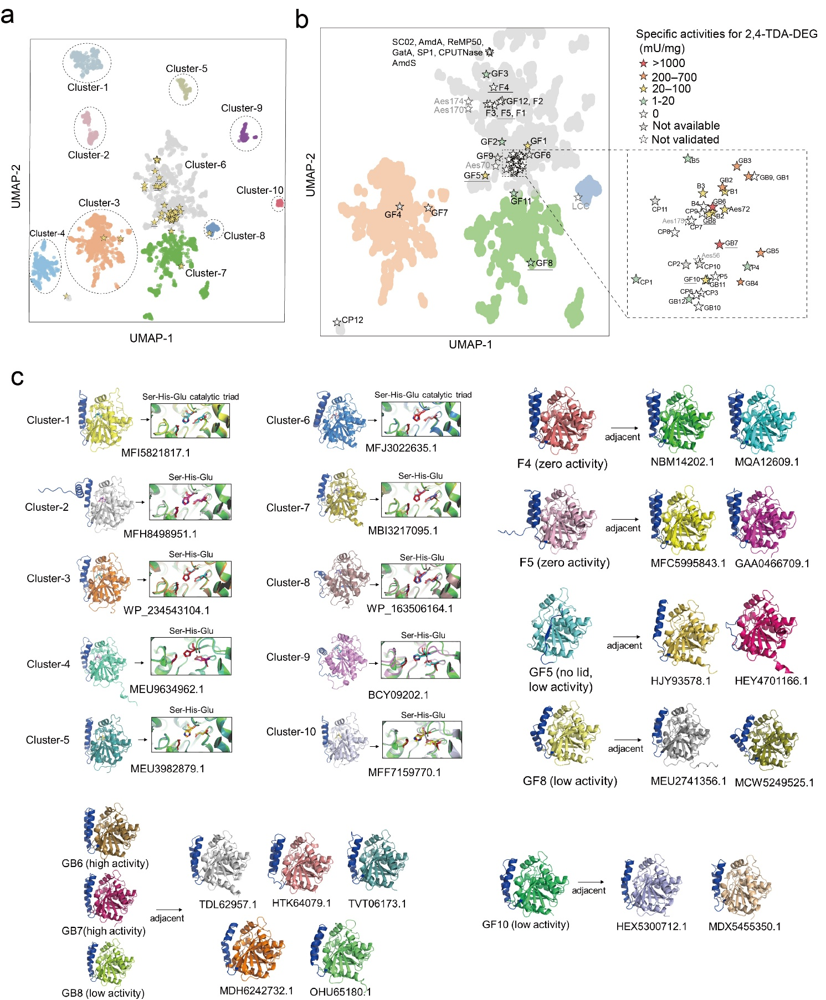 a
Cluster-1
Cluster-5
Cluster-2
Cluster-9
Cluster-6
Cluster-10
Cluster-3
Cluster-4
Cluster-8
Cluster-7
UMAP-2
UMAP-1
b
SC02, AmdA, ReMP50,
GatA, SP1, CPUTNase
AmdS
GF3
F4
Aes174
Aes170
GF12, F2
F3, F5, F1
GF2
GF1
GF9
GF6
Aes70
GF5
GF11
LCC
GF4
GF7
GF8
CP12
UMAP-2
UMAP-1
Specific activities for 2,4-TDA-DEG
(mU/mg)
>1000
200–700
20–100
1-20
0
Not available
Not validated
B5
GB3
GB9, GB1
GB2
B3
B1
CP11
B4
GB6
CP9
Aes72
B2
GB8
CP7
CP8
GB7
GB5
Aes56
CP2
CP10
P4
CP1
GF10
P5
GB11
GB4
CP6
CP3
GB12
GB10
c
Cluster-1
Ser-His-Glu catalytic triad
MFI5821817.1
Cluster-2
Ser-His-Glu
MFH8498951.1
Cluster-3
Ser-His-Glu
WP_234543104.1
Cluster-4
Ser-His-Glu
MEU9634962.1
Cluster-5
Ser-His-Glu
MEU3982879.1
Cluster-6
Ser-His-Glu catalytic triad
MFJ3022635.1
Cluster-7
Ser-His-Glu
MBI3217095.1
Cluster-8
Ser-His-Glu
WP_163506164.1
Cluster-9
Ser-His-Glu
BCY09202.1
Cluster-10
Ser-His-Glu
MFF7159770.1
F4 (zero activity)
adjacent
NBM14202.1
MQA12609.1
F5 (zero activity)
adjacent
MFC5995843.1
GAA0466709.1
GF5 (no lid,
low activity)
adjacent
HJY93578.1
HEY4701166.1
GF8 (low activity)
adjacent
MEU2741356.1
MCW5249525.1
GB6 (high activity)
GB7(high activity)
GB8 (low activity)
adjacent
TDL62957.1
HTK64079.1
TVT06173.1
MDH6242732.1
OHU65180.1
GF10 (low activity)
adjacent
HEX5300712.1
MDX5455350.1